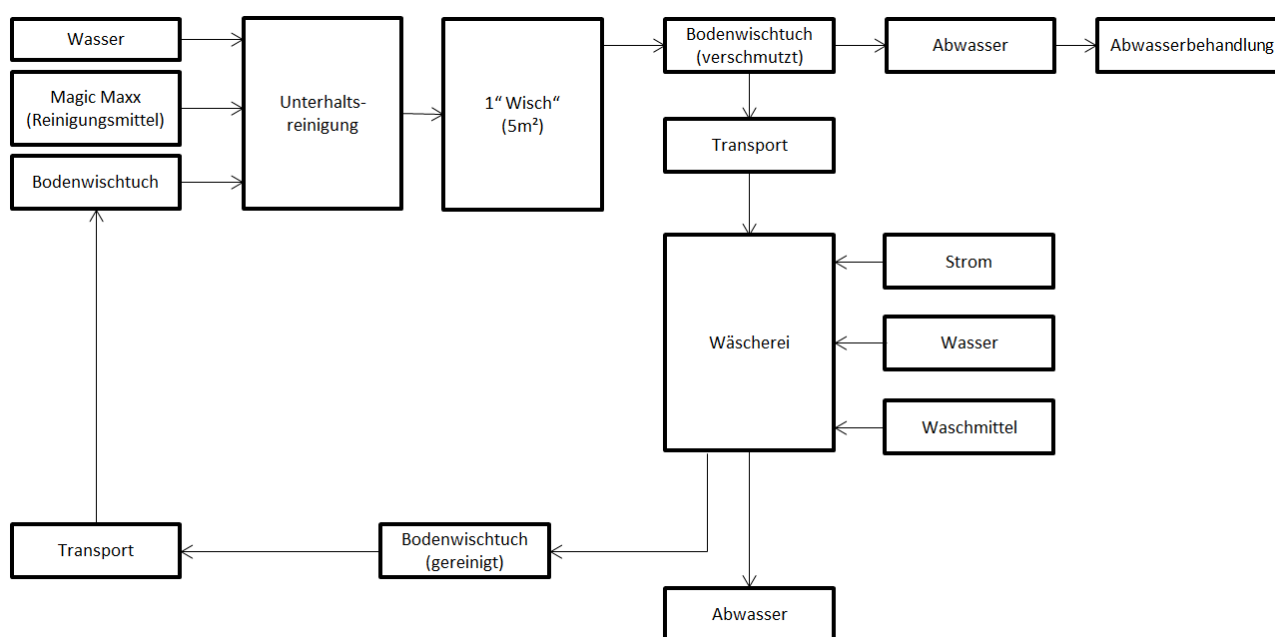 Wasser
Magic Maxx
(Reinigungsmittel)
Bodenwischtuch
Unterhalts-
reinigung
1“ Wisch“
(5m²)
Bodenwischtuch
(verschmutzt)
Abwasser
Abwasserbehandlung
Transport
Wäscherei
Strom
Wasser
Waschmittel
Transport
Bodenwischtuch
(gereinigt)
Abwasser